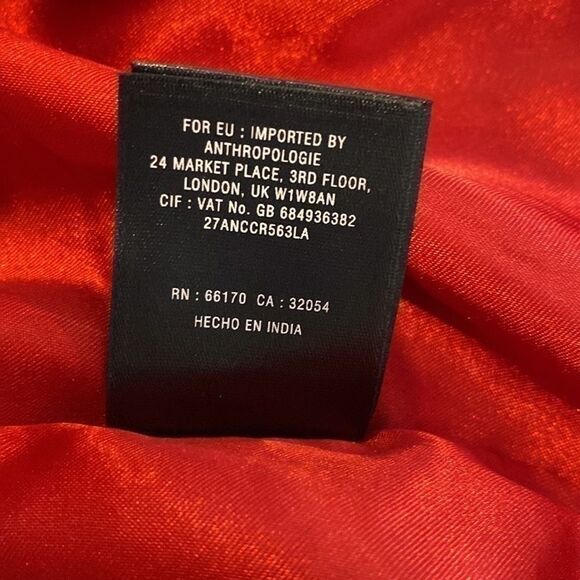 FOR EU : IMPORTED BY
ANTHROPOLOGIE
24 MARKET PLACE, 3RD FLOOR,
LONDON, UK W1W8AN
CIF : VAT No. GB 684936382
27ANCCR563LA
RN : 66170 CA : 32054
HECHO EN INDIA